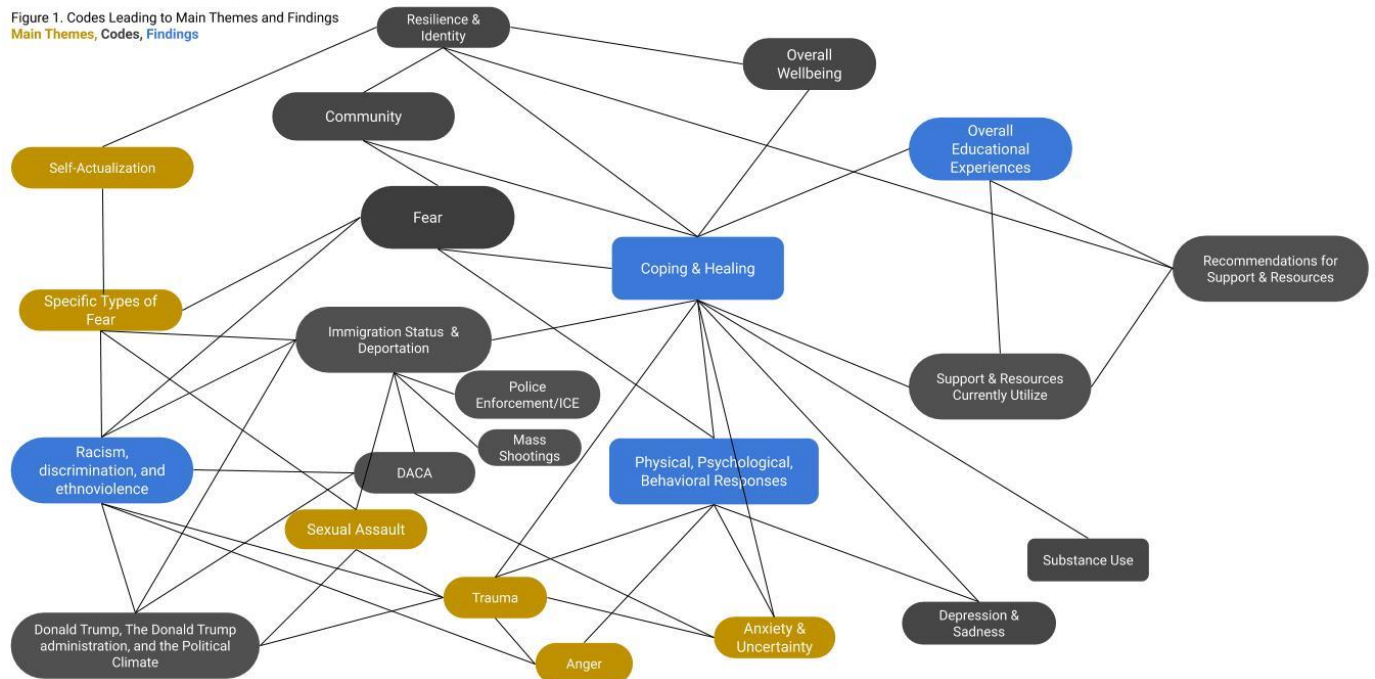 Figure 1. Codes Leading to Main Themes and Findings
Main Themes, Codes, Findings
Resilience &
Identity
Overall
Wellbeing
Community
Overall
Educational
Experiences
Self-Actualization
Fear
Coping & Healing
Recommendations for
Support & Resources
Specific Types of
Fear
Immigration Status &
Deportation
Police
Enforcement/ICE
Support & Resources
Currently Utilize
Mass
Shootings
Racism,
discrimination, and
ethnoviolence
DACA
Physical, Psychological,
Behavioral Responses
Sexual Assault
Substance Use
Trauma
Depression &
Sadness
Donald Trump, The Donald Trump
administration, and the Political
Climate
Anxiety &
Uncertainty
Anger